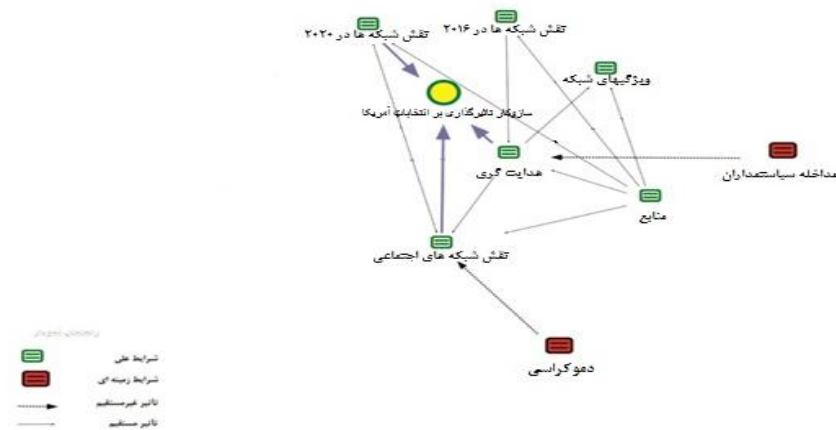 نقش شبکه ها در ۲۰۱۶
نقش شبکه ها در ۲۰۲۰
ویژگیهای شبکه
سازوکار تاثیرگذاری بر انتخابات آمریکا
هدایت گری
مداخله سیاستمداران
منابع
نقش شبکه های اجتماعی
دموکراسی
شرایط علی
شرایط زمینه ای
تاثیر غیرمستقیم
تاثیر مستقیم